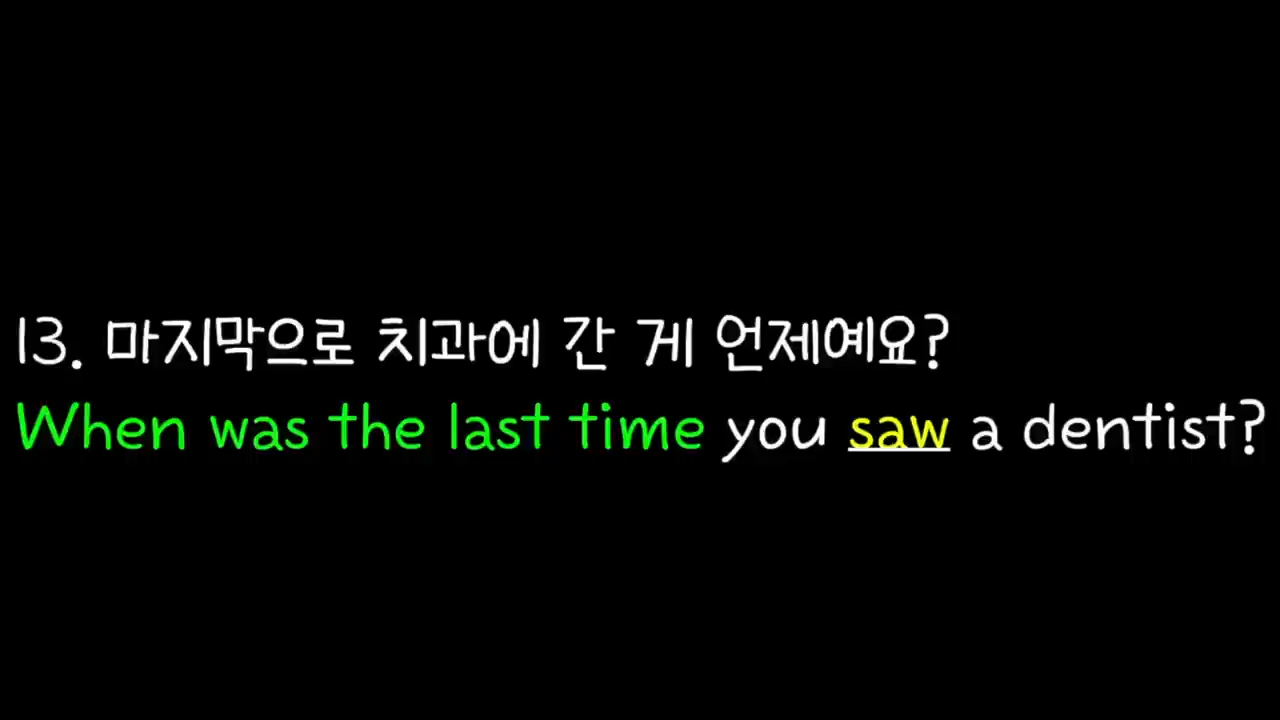 13. 마지막으로 치과에 간 게 언제예요?
When was the last time you saw a dentist?